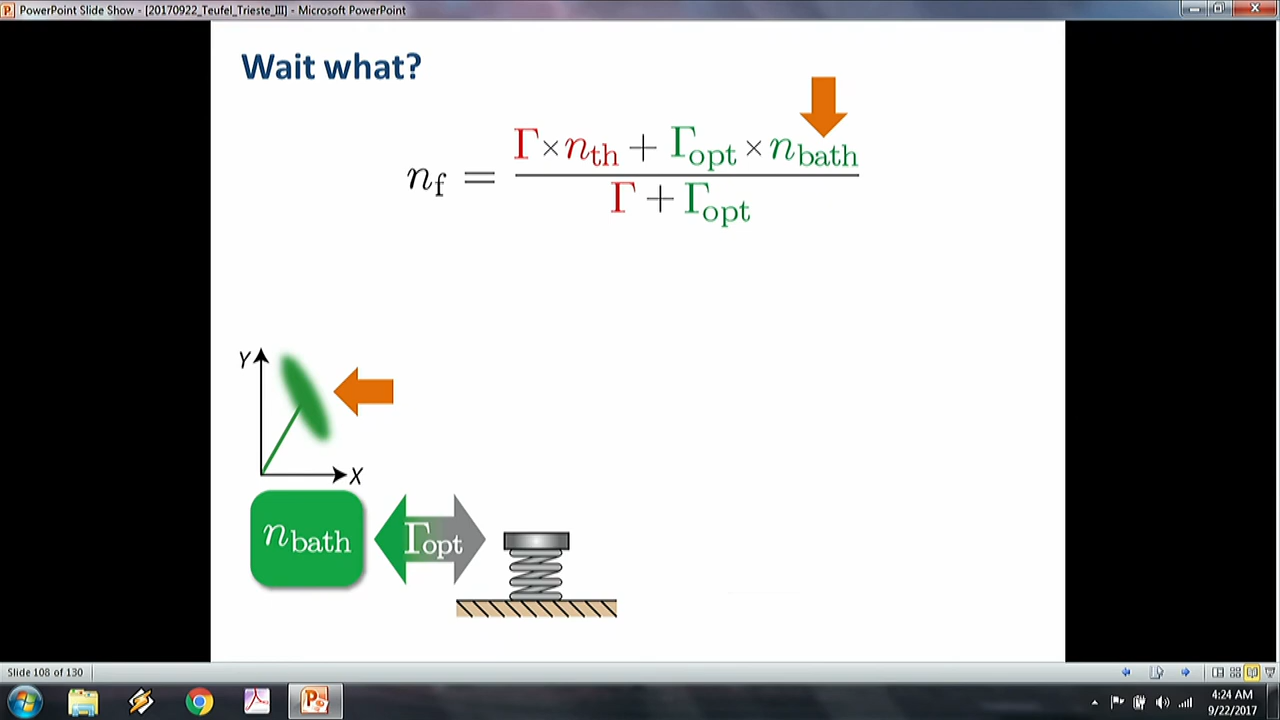 PowerPoint Slide Show - [20170922_Teufel_Trieste_III] - Microsoft PowerPoint
Wait what?
n_f = (Γ×n_th + Γ_opt × n_bath) / (Γ + Γ_opt)
Y
X
n_bath
Γ_opt
Slide 108 of 130
4:24 AM
9/22/2017